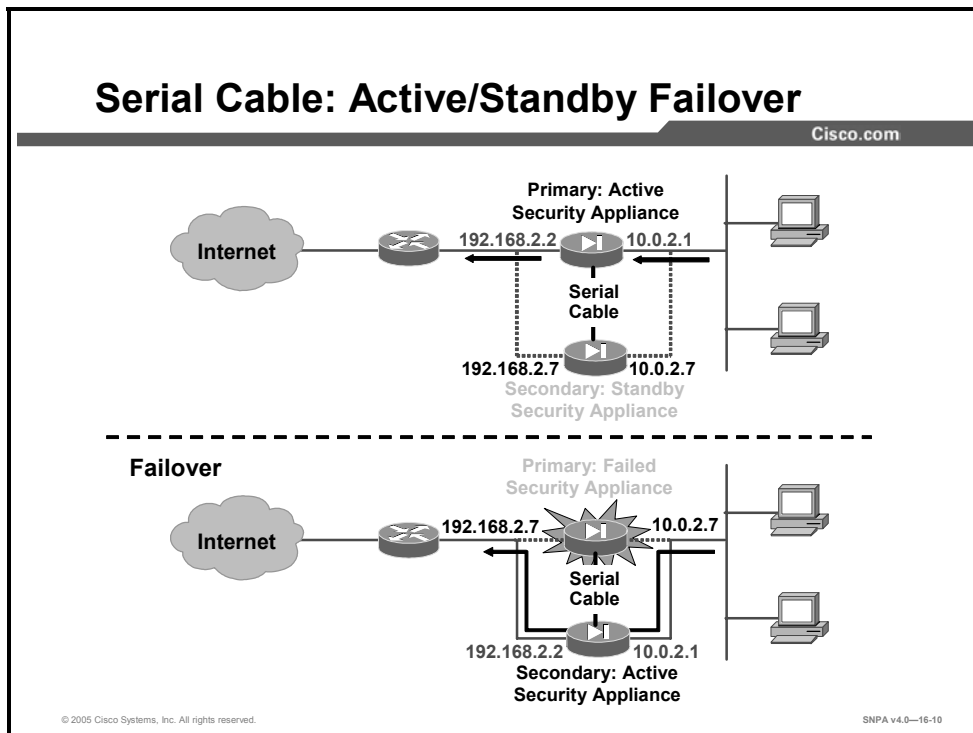 Serial Cable: Active/Standby Failover
Cisco.com
Primary: Active
Security Appliance
Internet
192.168.2.2
10.0.2.1
Serial
Cable
192.168.2.7
10.0.2.7
Secondary: Standby
Security Appliance
Failover
Primary: Failed
Security Appliance
Internet
192.168.2.7
10.0.2.7
Serial
Cable
192.168.2.2
10.0.2.1
Secondary: Active
Security Appliance
© 2005 Cisco Systems, Inc. All rights reserved.
SNPA v4.0—16-10